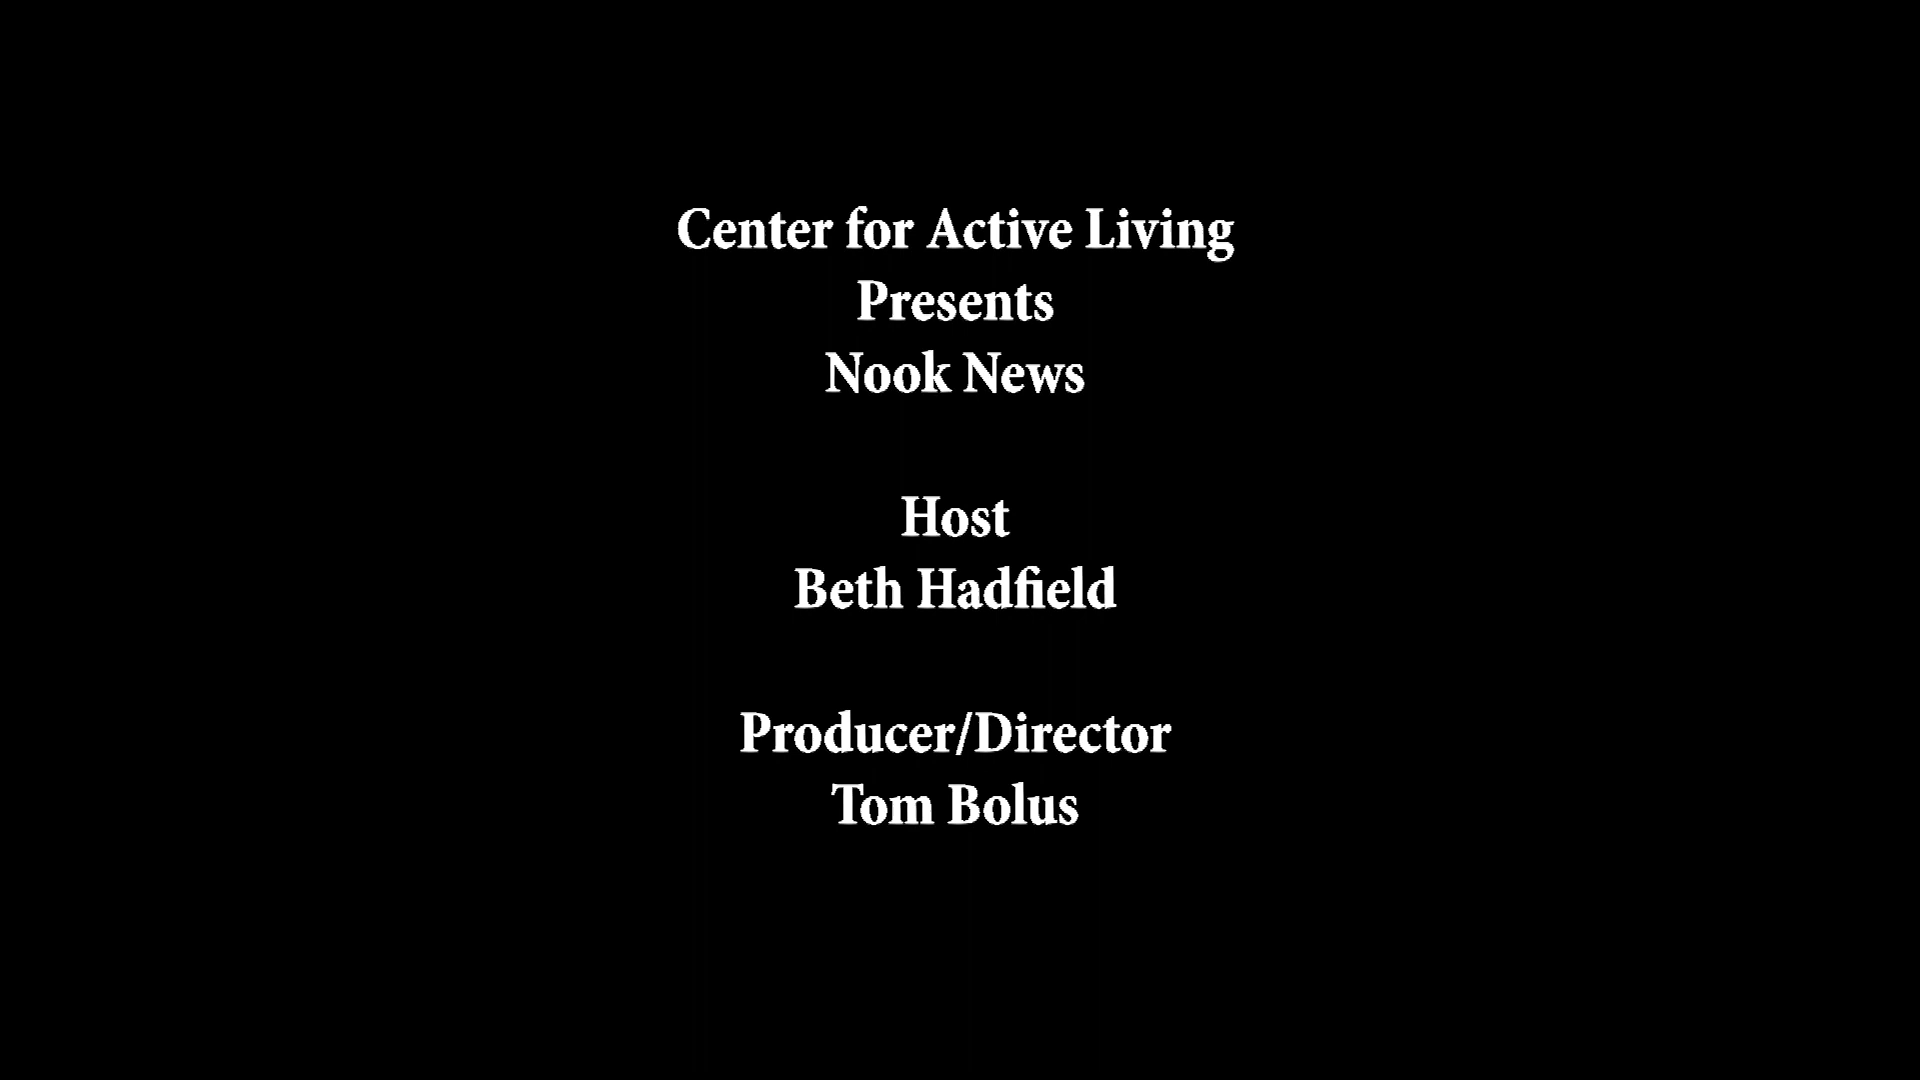 Center for Active Living
Presents
Nook News
Host
Beth Hadfield
Producer/Director
Tom Bolus